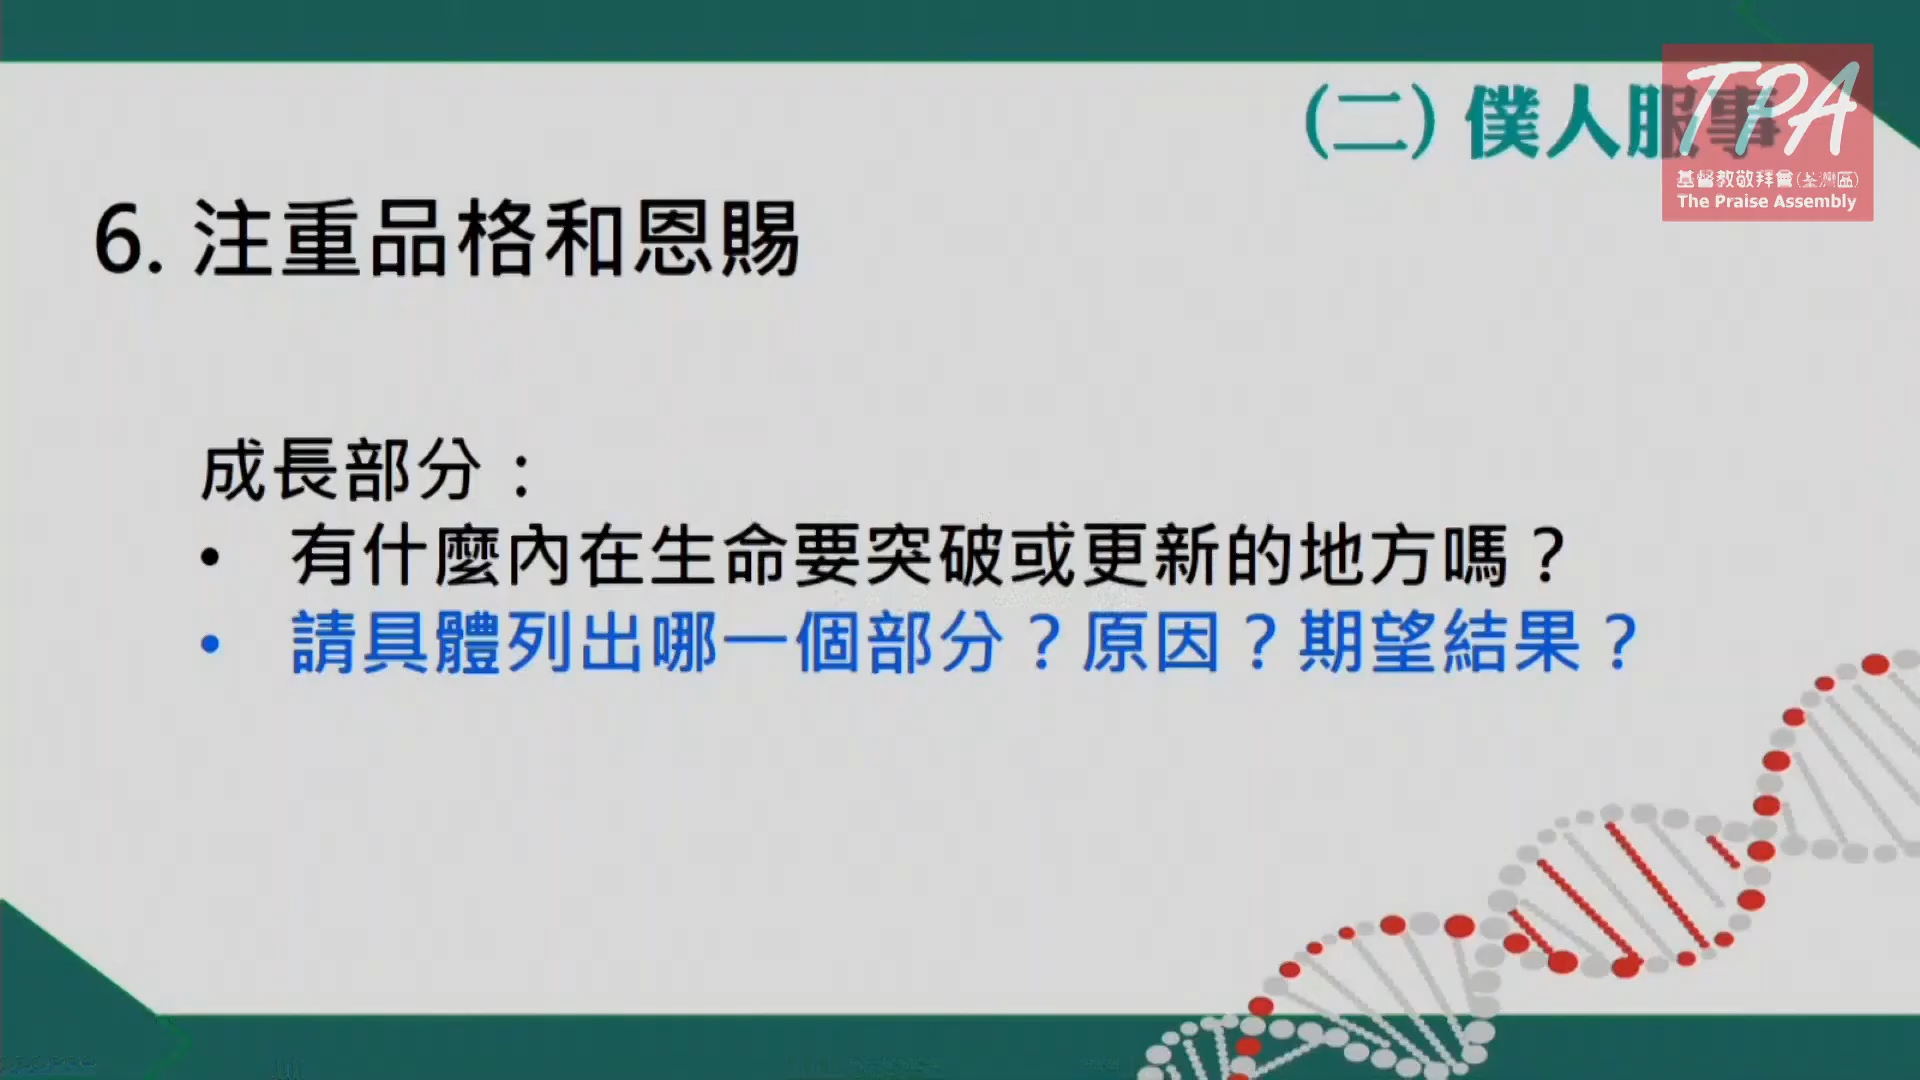 (二) 僕人服事
TPA
基督教敬拜會(荃灣區)
The Praise Assembly
6. 注重品格和恩賜
成長部分：
• 有什麼內在生命要突破或更新的地方嗎？
• 請具體列出哪一個部分？原因？期望結果？